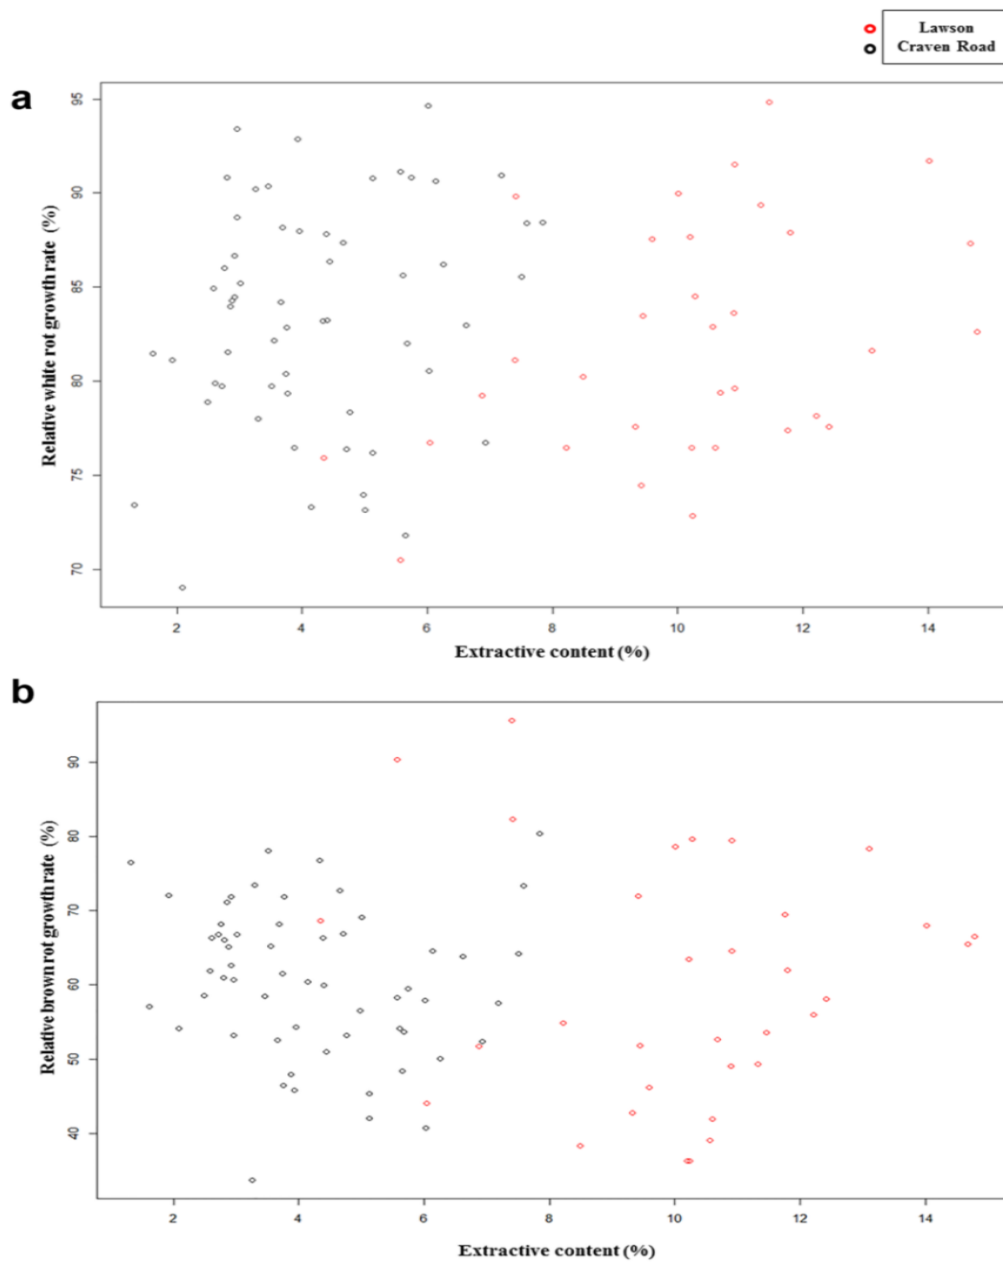 Lawson
Craven Road
a
Relative white rot growth rate (%)
95
90
85
80
75
70
2 4 6 8 10 12 14
Extractive content (%)
b
Relative brown rot growth rate (%)
90
80
70
60
50
40
2 4 6 8 10 12 14
Extractive content (%)